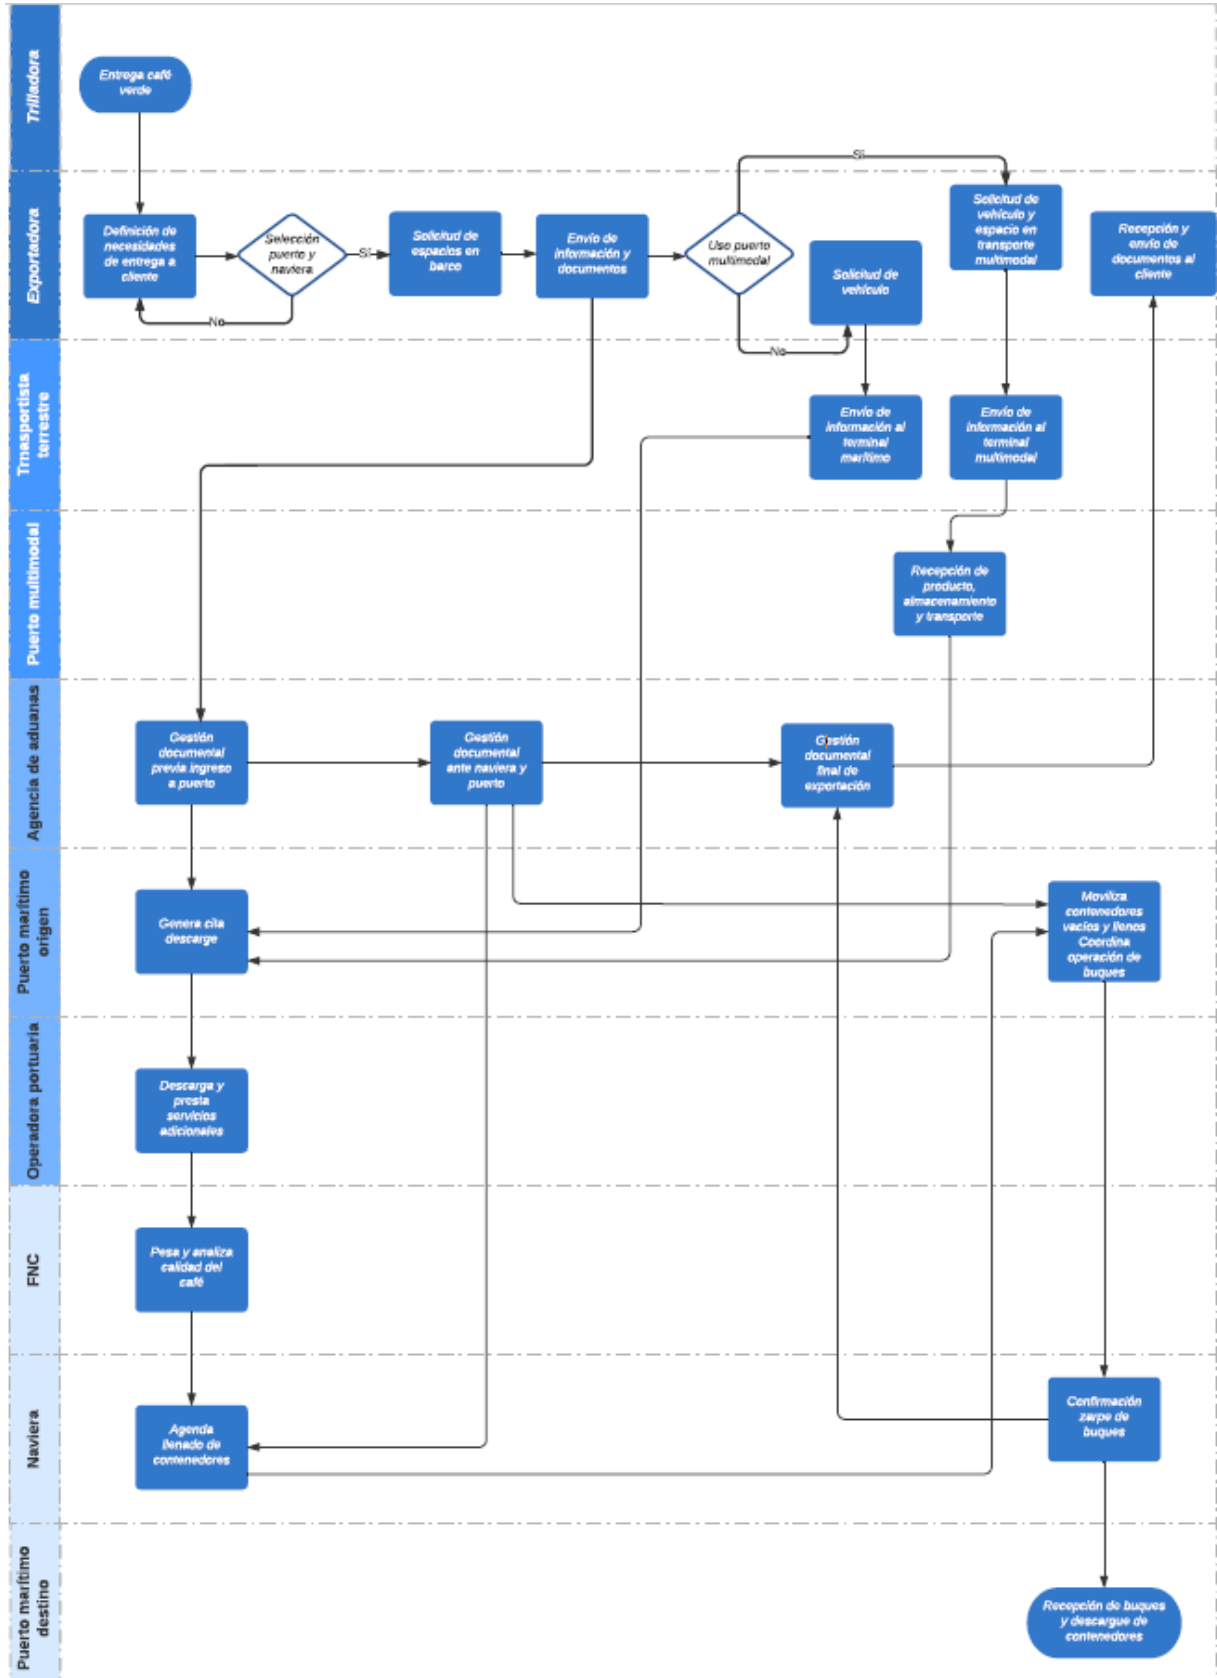 Trilladora
Entrega café
verde
Sí
Exportadora
Definición de
necesidades
de entrega a
cliente
Selección
puerto y
naviera
Sí
No
Solicitud de
espacios en
barco
Envío de
información y
documentos
Uso puerto
multimodal
No
Solicitud de
vehículo
Solicitud de
vehículo y
espacio en
transporte
multimodal
Recepción y
envío de
documentos al
cliente
Trnasportista
terrestre
Envío de
información al
terminal
marítimo
Envío de
información al
terminal
multimodal
Puerto multimodal
Recepción de
producto,
almacenamiento
y transporte
Agencia de aduanas
Gestión
documental
previa ingreso
a puerto
Gestión
documental
ante naviera y
puerto
Gestión
documental
final de
exportación
Puerto marítimo
origen
Genera cita
descarge
Moviliza
contenedores
vacíos y llenos
Coordina
operación de
buques
Operadora portuaria
Descarga y
presta
servicios
adicionales
FNC
Pesa y analiza
calidad del
café
Naviera
Agenda
llenado de
contenedores
Confirmación
zarpe de
buques
Puerto marítimo
destino
Recepción de buques
y descargue de
contenedores